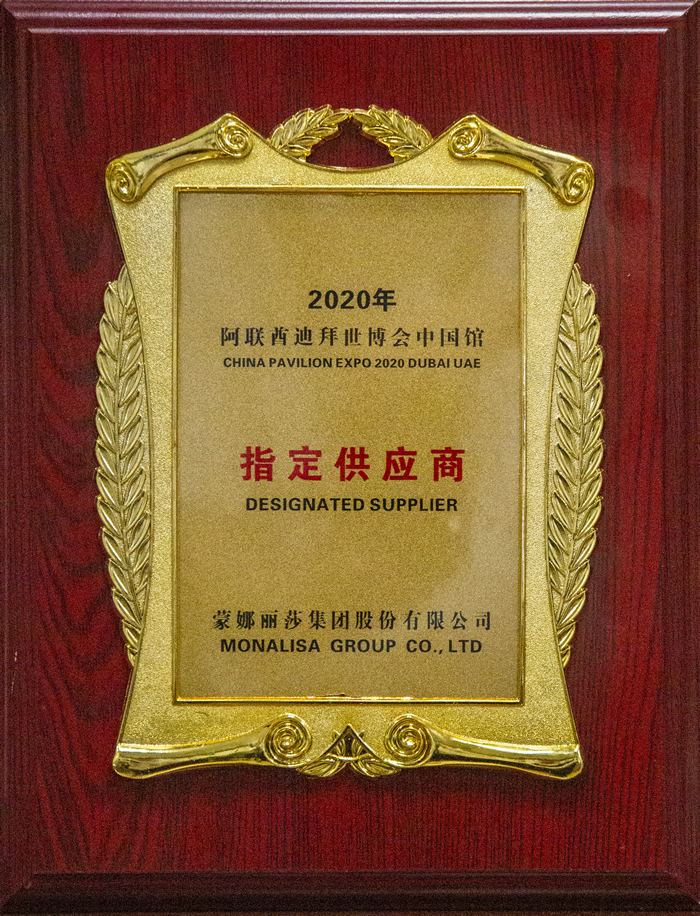 2020年
阿联酋迪拜世博会中国馆
CHINA PAVILION EXPO 2020 DUBAI UAE
指定供应商
DESIGNATED SUPPLIER
蒙娜丽莎集团股份有限公司
MONALISA GROUP CO., LTD